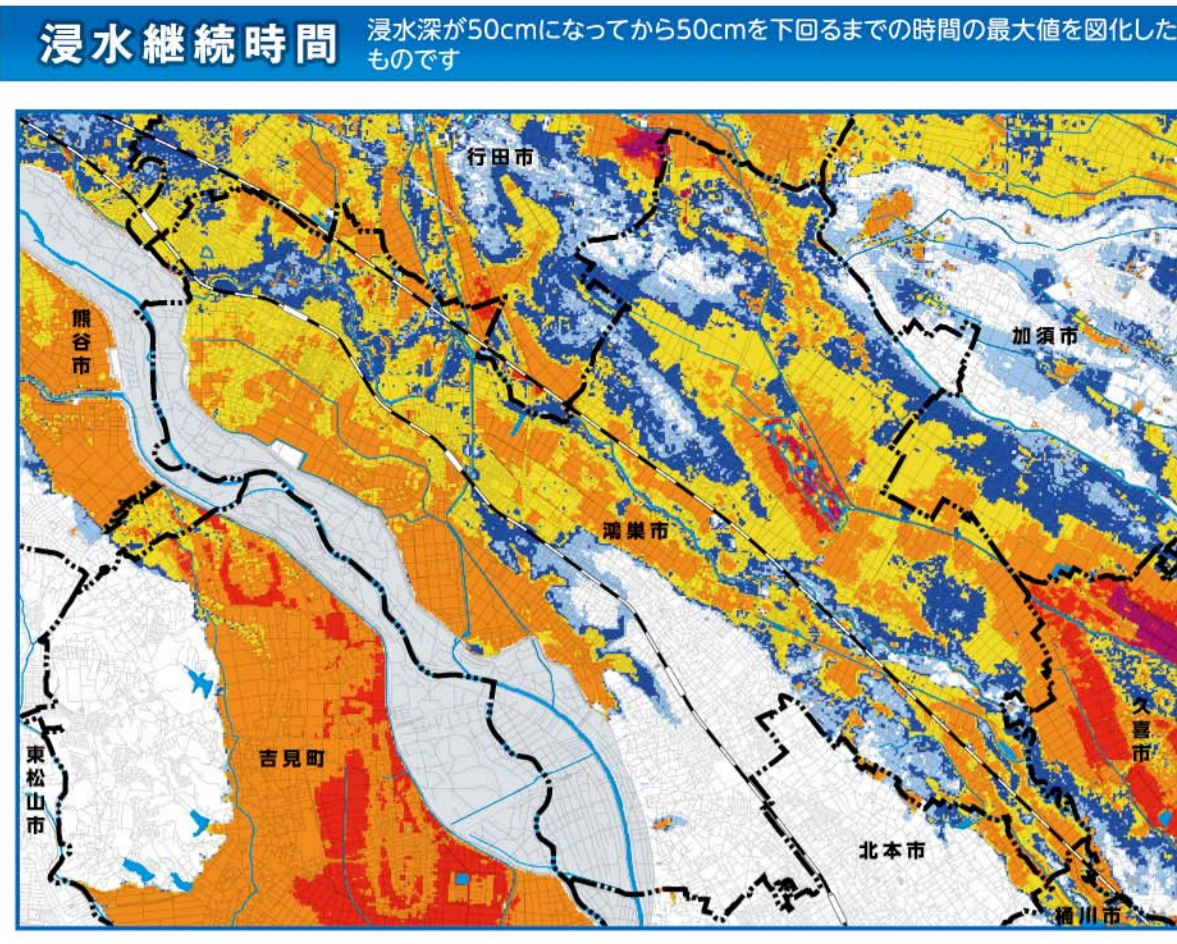 浸水継続時間
浸水深が50cmになってから50cmを下回るまでの時間の最大値を図化した
ものです
行田市
熊谷市
加須市
鴻巣市
吉見町
東松山市
久喜市
北本市
桶川市